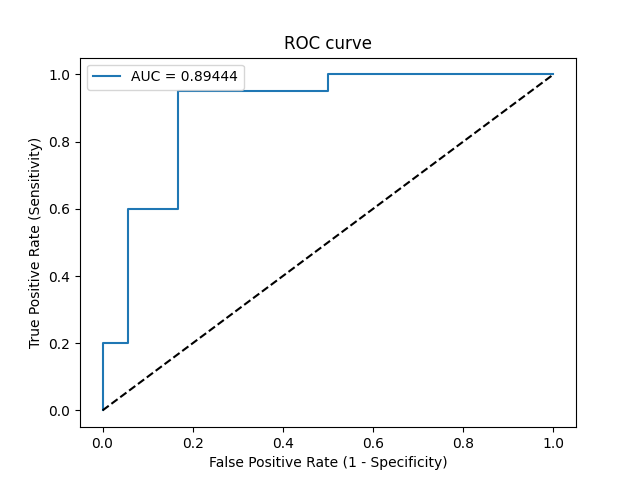 ROC curve
AUC = 0.89444
True Positive Rate (Sensitivity)
1.0
0.8
0.6
0.4
0.2
0.0
0.0 0.2 0.4 0.6 0.8 1.0
False Positive Rate (1 - Specificity)